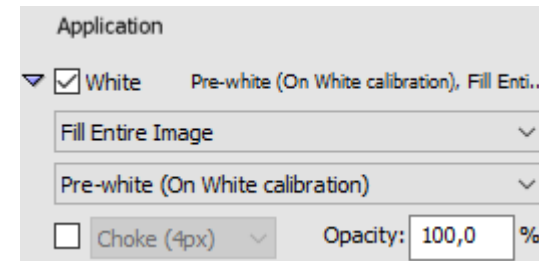 Application
White Pre-white (On White calibration), Fill Enti..
Fill Entire Image
Pre-white (On White calibration)
Choke (4px) Opacity: 100,0 %